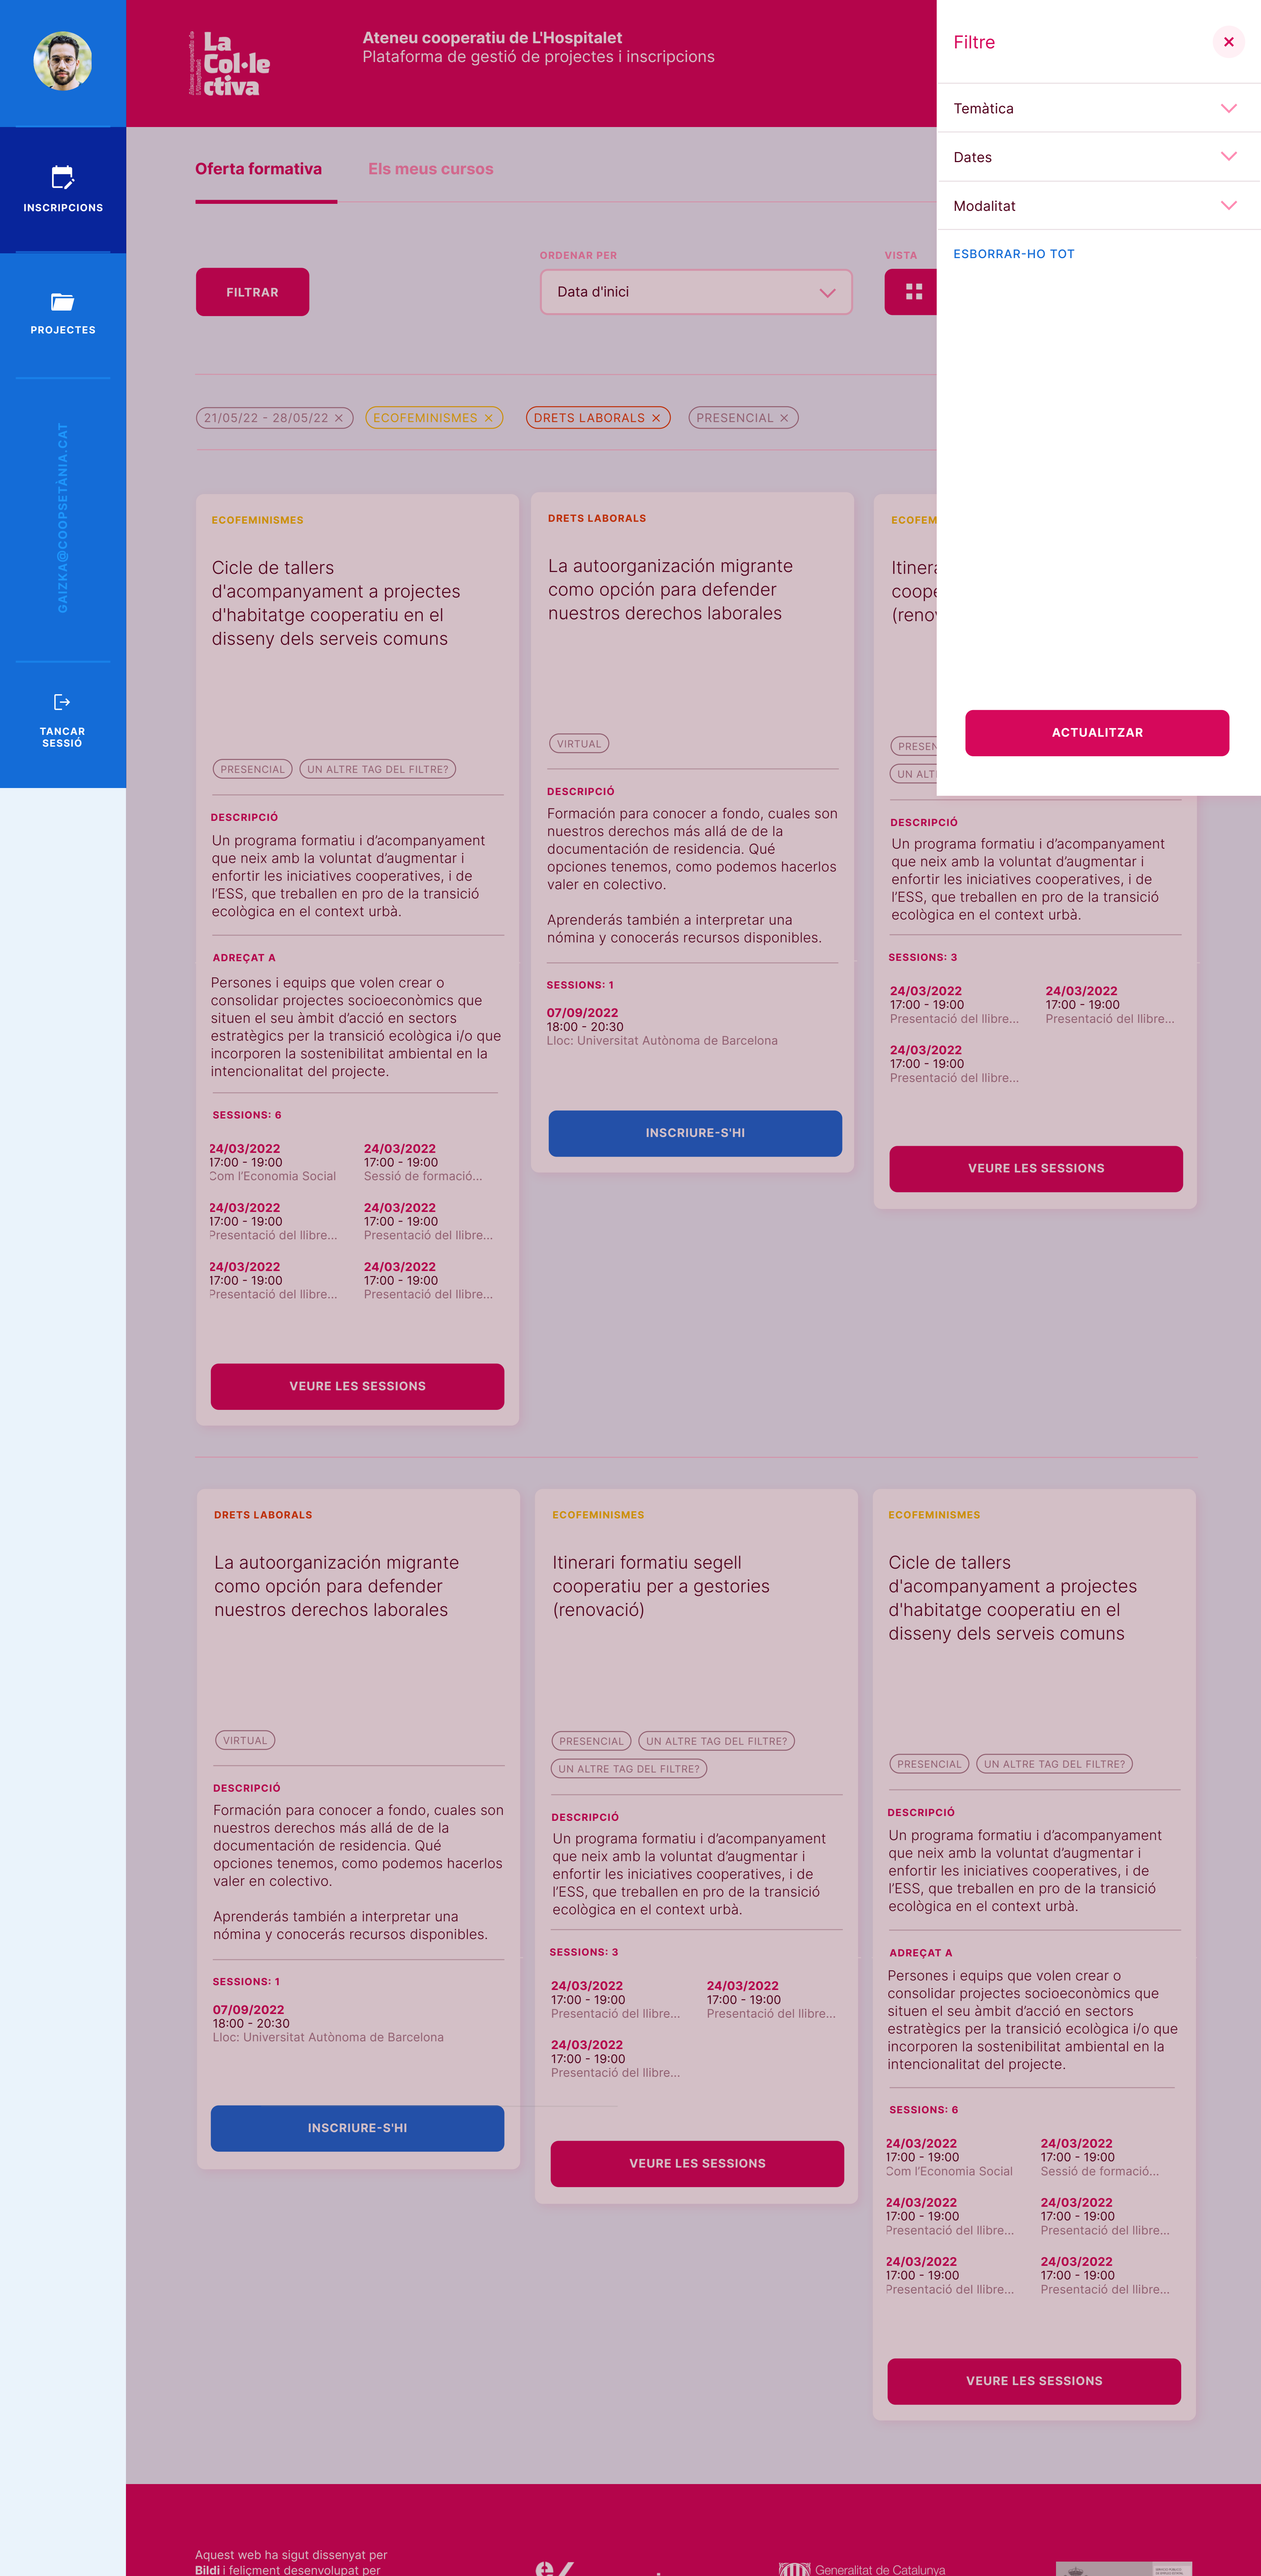 INSCRIPCIONS
PROJECTES
GAIZKA@COOPSETÀNIA.CAT
TANCAR
SESSIÓ
La
Col·le
ctiva
Ateneu cooperatiu de L'Hospitalet
Plataforma de gestió de projectes i inscripcions
Oferta formativa
Els meus cursos
FILTRAR
ORDENAR PER
Data d'inici
VISTA
21/05/22 - 28/05/22
ECOFEMINISMES
DRETS LABORALS
PRESENCIAL
Filtre
Temàtica
Dates
Modalitat
ESBORRAR-HO TOT
ACTUALITZAR
ECOFEMINISMES
Cicle de tallers
d'acompanyament a projectes
d'habitatge cooperatiu en el
disseny dels serveis comuns
PRESENCIAL UN ALTRE TAG DEL FILTRE?
DESCRIPCIÓ
Un programa formatiu i d’acompanyament
que neix amb la voluntat d’augmentar i
enfortir les iniciatives cooperatives, i de
l’ESS, que treballen en pro de la transició
ecològica en el context urbà.
ADREÇAT A
Persones i equips que volen crear o
consolidar projectes socioeconòmics que
situen el seu àmbit d’acció en sectors
estratègics per la transició ecològica i/o que
incorporen la sostenibilitat ambiental en la
intencionalitat del projecte.
SESSIONS: 6
24/03/2022 24/03/2022
17:00 - 19:00 17:00 - 19:00
Com l’Economia Social Sessió de formació...
24/03/2022 24/03/2022
17:00 - 19:00 17:00 - 19:00
Presentació del llibre... Presentació del llibre...
24/03/2022 24/03/2022
17:00 - 19:00 17:00 - 19:00
Presentació del llibre... Presentació del llibre...
VEURE LES SESSIONS
DRETS LABORALS
La autoorganización migrante
como opción para defender
nuestros derechos laborales
VIRTUAL
DESCRIPCIÓ
Formación para conocer a fondo, cuales son
nuestros derechos más allá de de la
documentación de residencia. Qué
opciones tenemos, como podemos hacerlos
valer en colectivo.
Aprenderás también a interpretar una
nómina y conocerás recursos disponibles.
SESSIONS: 1
07/09/2022
18:00 - 20:30
Lloc: Universitat Autònoma de Barcelona
INSCRIURE-S'HI
ECOFEM
Itinera
coope
(renov
PRESEN
UN ALT
DESCRIPCIÓ
Un programa formatiu i d’acompanyament
que neix amb la voluntat d’augmentar i
enfortir les iniciatives cooperatives, i de
l’ESS, que treballen en pro de la transició
ecològica en el context urbà.
SESSIONS: 3
24/03/2022 24/03/2022
17:00 - 19:00 17:00 - 19:00
Presentació del llibre... Presentació del llibre...
24/03/2022
17:00 - 19:00
Presentació del llibre...
VEURE LES SESSIONS
DRETS LABORALS
La autoorganización migrante
como opción para defender
nuestros derechos laborales
VIRTUAL
DESCRIPCIÓ
Formación para conocer a fondo, cuales son
nuestros derechos más allá de de la
documentación de residencia. Qué
opciones tenemos, como podemos hacerlos
valer en colectivo.
Aprenderás también a interpretar una
nómina y conocerás recursos disponibles.
SESSIONS: 1
07/09/2022
18:00 - 20:30
Lloc: Universitat Autònoma de Barcelona
INSCRIURE-S'HI
ECOFEMINISMES
Itinerari formatiu segell
cooperatiu per a gestories
(renovació)
PRESENCIAL UN ALTRE TAG DEL FILTRE?
UN ALTRE TAG DEL FILTRE?
DESCRIPCIÓ
Un programa formatiu i d’acompanyament
que neix amb la voluntat d’augmentar i
enfortir les iniciatives cooperatives, i de
l’ESS, que treballen en pro de la transició
ecològica en el context urbà.
SESSIONS: 3
24/03/2022 24/03/2022
17:00 - 19:00 17:00 - 19:00
Presentació del llibre... Presentació del llibre...
24/03/2022
17:00 - 19:00
Presentació del llibre...
VEURE LES SESSIONS
ECOFEMINISMES
Cicle de tallers
d'acompanyament a projectes
d'habitatge cooperatiu en el
disseny dels serveis comuns
PRESENCIAL UN ALTRE TAG DEL FILTRE?
DESCRIPCIÓ
Un programa formatiu i d’acompanyament
que neix amb la voluntat d’augmentar i
enfortir les iniciatives cooperatives, i de
l’ESS, que treballen en pro de la transició
ecològica en el context urbà.
ADREÇAT A
Persones i equips que volen crear o
consolidar projectes socioeconòmics que
situen el seu àmbit d’acció en sectors
estratègics per la transició ecològica i/o que
incorporen la sostenibilitat ambiental en la
intencionalitat del projecte.
SESSIONS: 6
24/03/2022 24/03/2022
17:00 - 19:00 17:00 - 19:00
Com l’Economia Social Sessió de formació...
24/03/2022 24/03/2022
17:00 - 19:00 17:00 - 19:00
Presentació del llibre... Presentació del llibre...
24/03/2022 24/03/2022
17:00 - 19:00 17:00 - 19:00
Presentació del llibre... Presentació del llibre...
VEURE LES SESSIONS
Aquest web ha sigut dissenyat per
Bildi i feliçment desenvolupat per
Generalitat de Catalunya